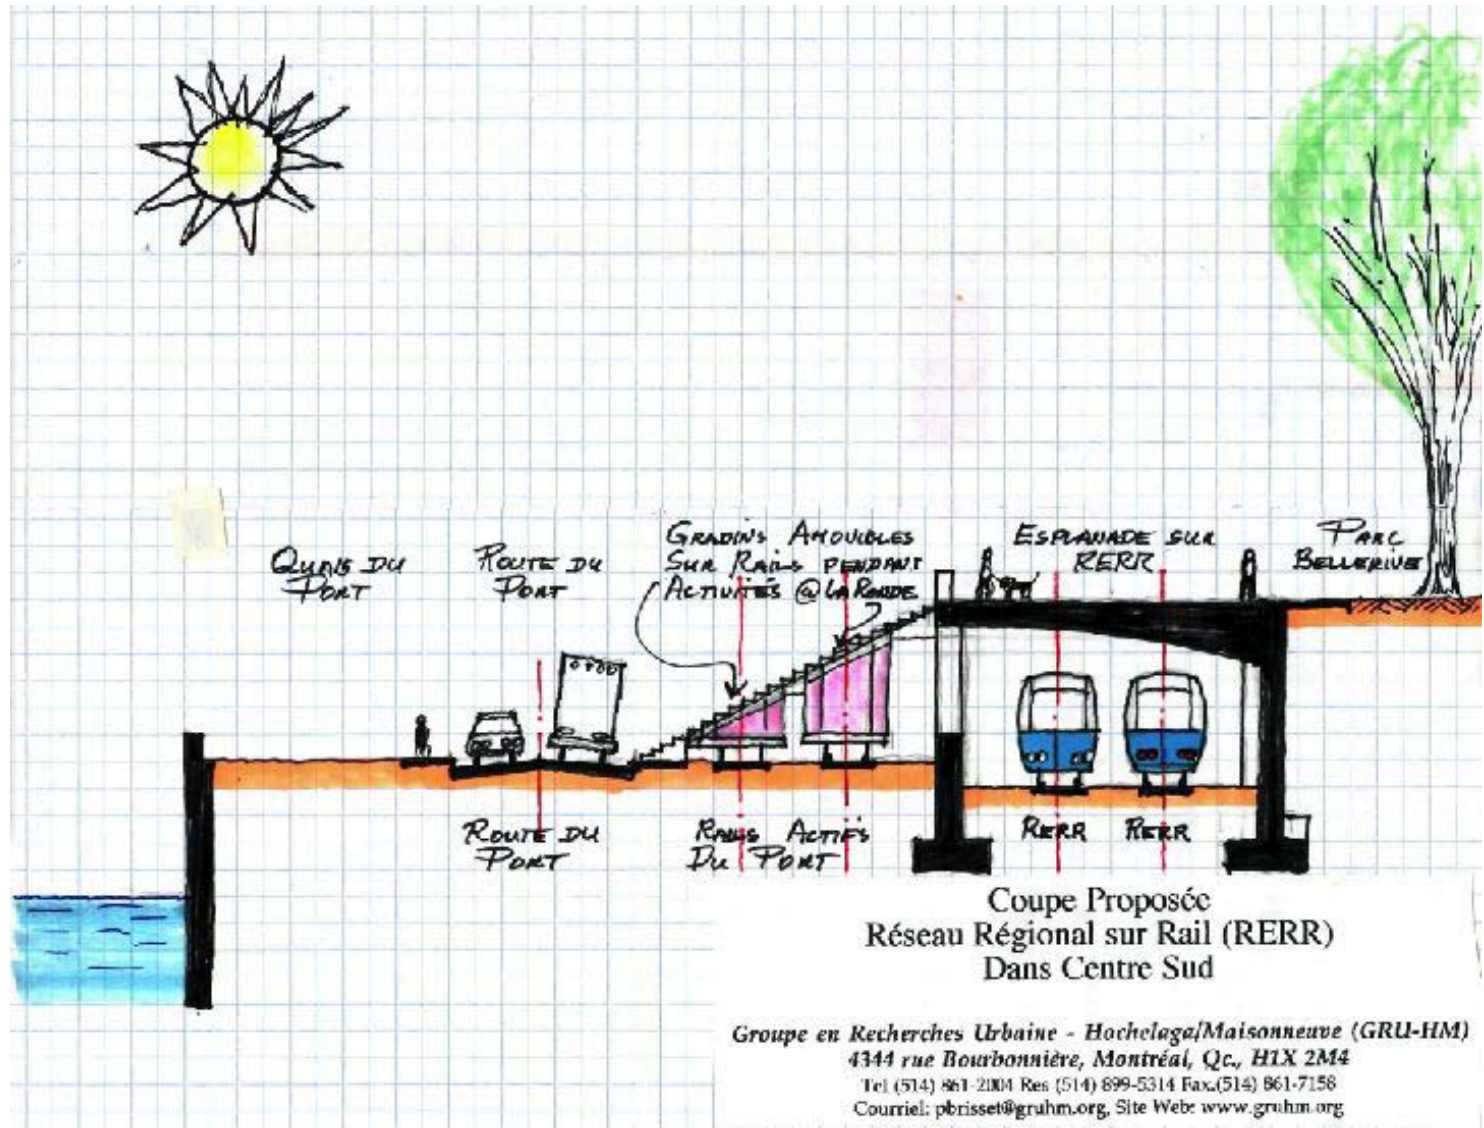 QUAIS DU
PORT
ROUTE DU
PORT
GRADINS AMOVIBLES
SUR RAILS PENDANT
ACTIVITÉS @ LA RONDE
ESPLANADE SUR
RERR
PARC
BELLERIVE
ROUTE DU
PORT
RAILS ACTIFS
DU PORT
RERR
RERR
Coupe Proposée
Réseau Régional sur Rail (RERR)
Dans Centre Sud
Groupe en Recherches Urbaine - Hochelaga/Maisonneuve (GRU-HM)
4344 rue Bourbonnière, Montréal, Qc., H1X 2M4
Tel (514) 861-2004 Res (514) 899-5314 Fax.(514) 861-7158
Courriel: pbrisset@gruhm.org, Site Web: www.gruhm.org